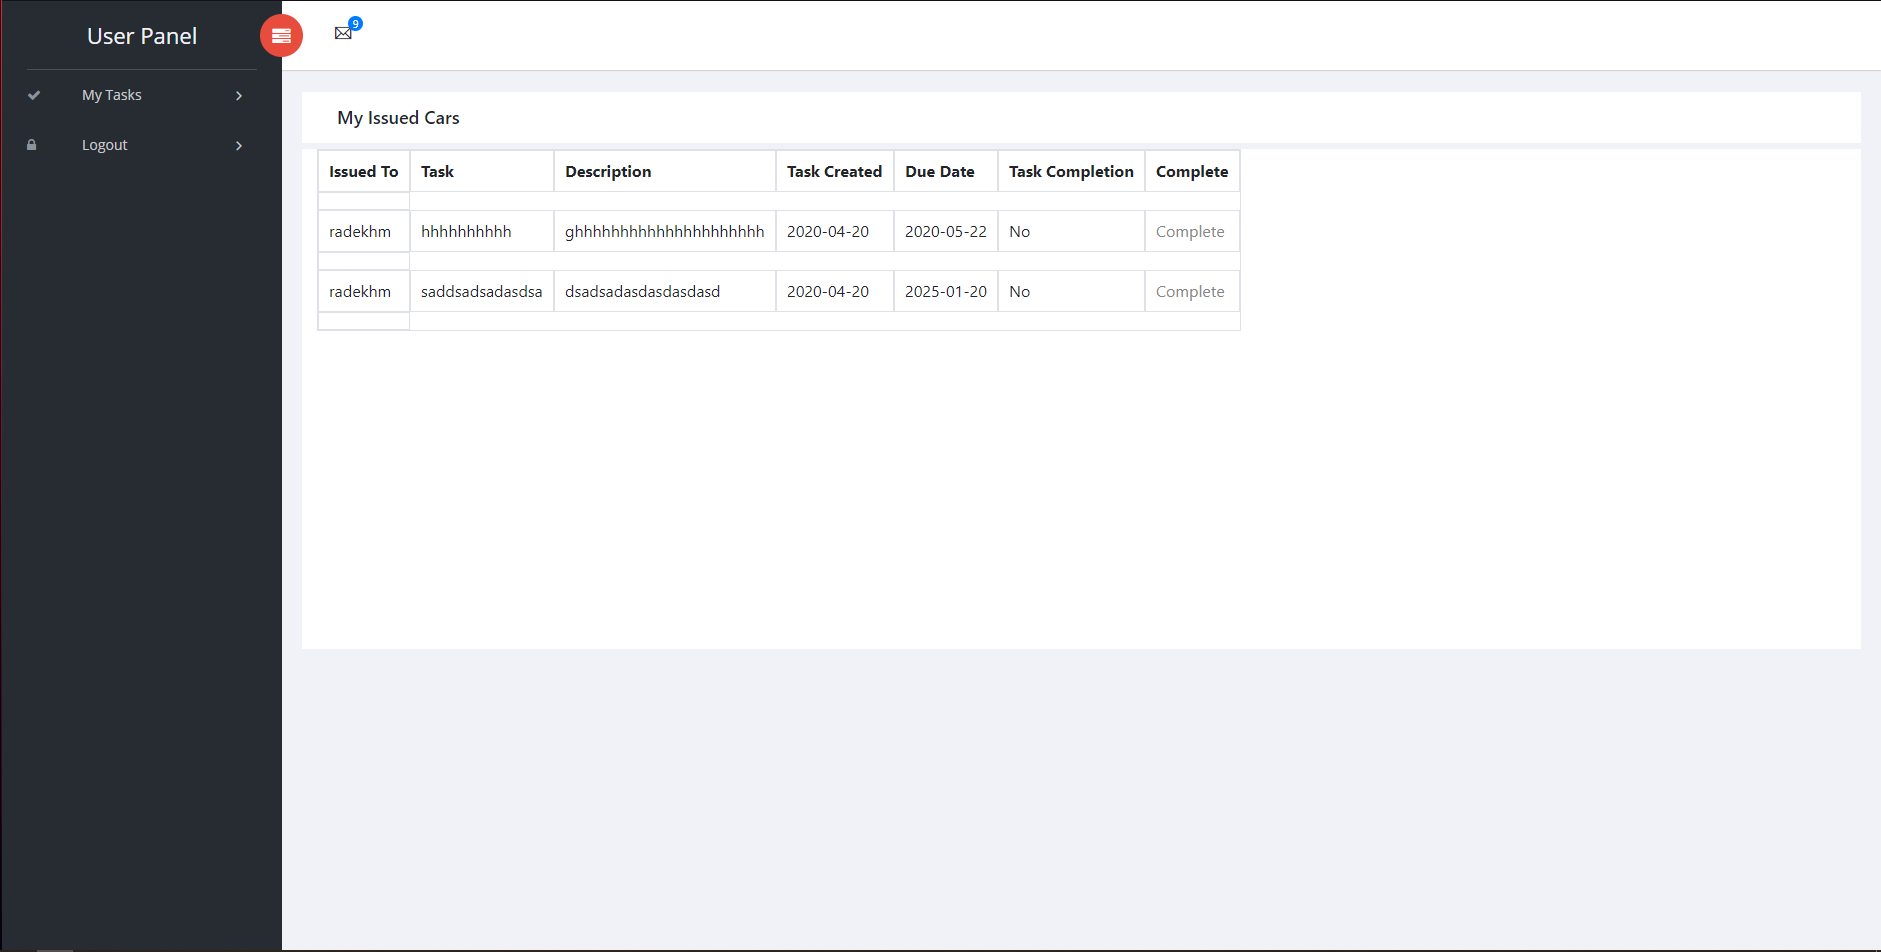 User Panel
9
My Tasks
Logout
My Issued Cars
Issued To Task Description Task Created Due Date Task Completion Complete
radekhm hhhhhhhhhh ghhhhhhhhhhhhhhhhhhhhh 2020-04-20 2020-05-22 No Complete
radekhm saddsadsadasdsa dsadsadasdasdasdasd 2020-04-20 2025-01-20 No Complete